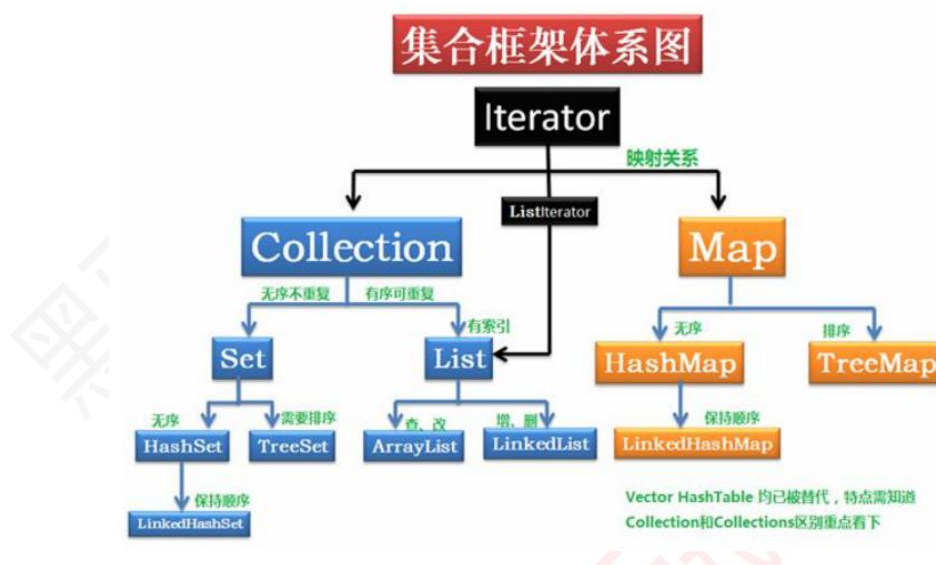 集合框架体系图
Iterator
映射关系
ListIterator
Collection
Map
无序不重复
有序可重复
有索引
无序
排序
Set
List
HashMap
TreeMap
无序
需要排序
查、改
增、删
保持顺序
HashSet
TreeSet
ArrayList
LinkedList
LinkedHashMap
保持顺序
LinkedHashSet
Vector HashTable 均已被替代，特点需知道
Collection和Collections区别重点看下